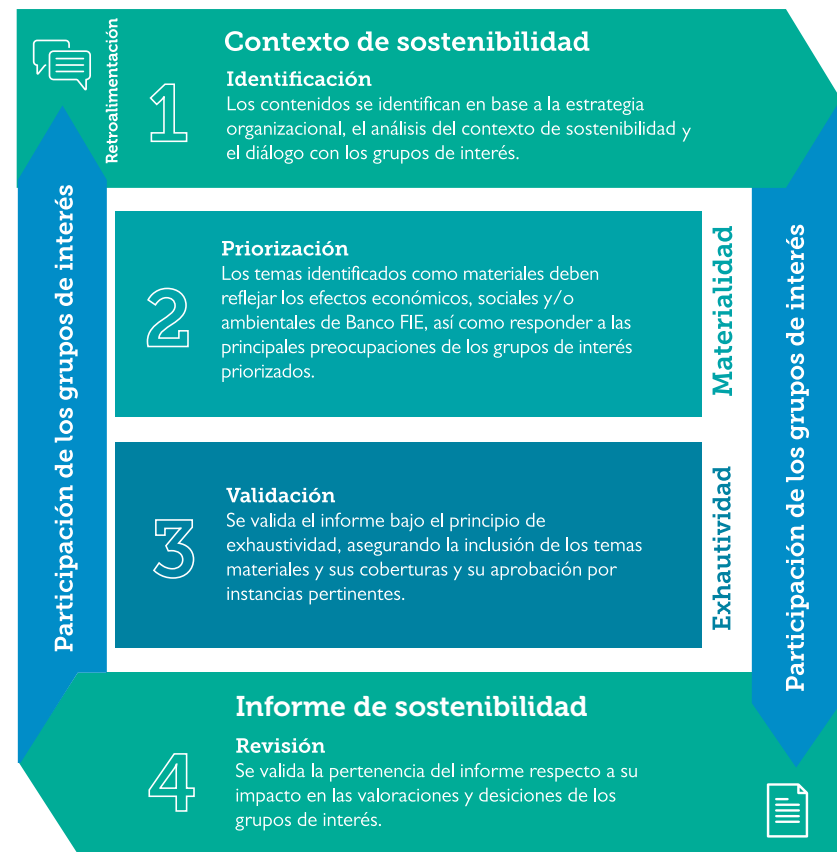 Contexto de sostenibilidad
Retroalimentación
1
Identificación
Los contenidos se identifican en base a la estrategia
organizacional, el análisis del contexto de sostenibilidad y
el diálogo con los grupos de interés.
Participación de los grupos de interés
2
Priorización
Los temas identificados como materiales deben
reflejar los efectos económicos, sociales y/o
ambientales de Banco FIE, así como responder a las
principales preocupaciones de los grupos de interés
priorizados.
Materialidad
3
Validación
Se valida el informe bajo el principio de
exhaustividad, asegurando la inclusión de los temas
materiales y sus coberturas y su aprobación por
instancias pertinentes.
Exhautividad
Participación de los grupos de interés
Informe de sostenibilidad
4
Revisión
Se valida la pertenencia del informe respecto a su
impacto en las valoraciones y desiciones de los
grupos de interés.